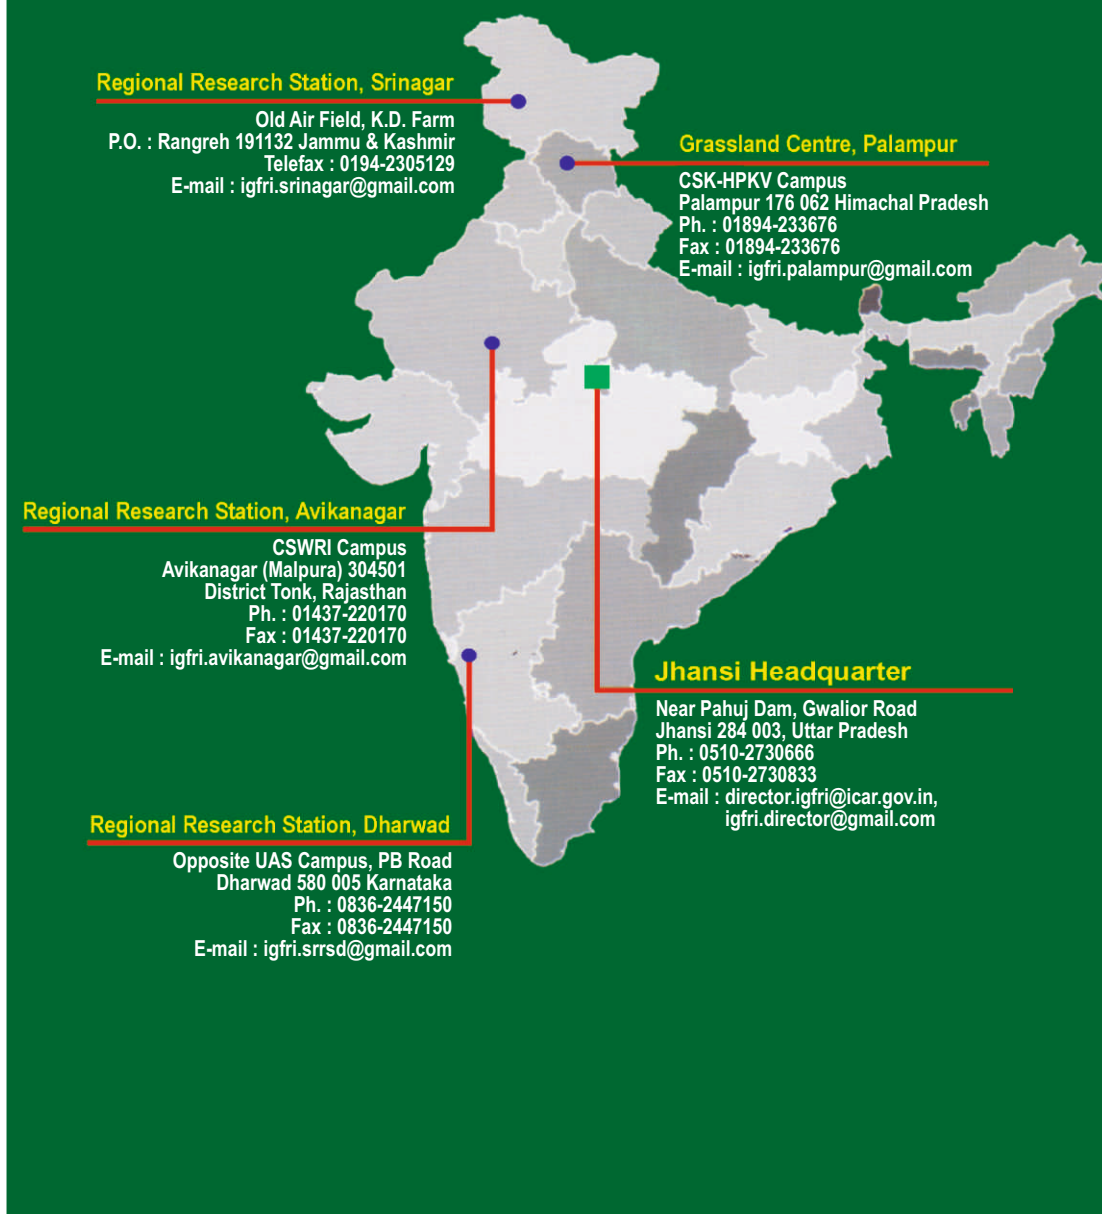 Regional Research Station, Srinagar
Old Air Field, K.D. Farm
P.O. : Rangreh 191132 Jammu & Kashmir
Telefax : 0194-2305129
E-mail : igfri.srinagar@gmail.com
Grassland Centre, Palampur
CSK-HPKV Campus
Palampur 176 062 Himachal Pradesh
Ph. : 01894-233676
Fax : 01894-233676
E-mail : igfri.palampur@gmail.com
Regional Research Station, Avikanagar
CSWRI Campus
Avikanagar (Malpura) 304501
District Tonk, Rajasthan
Ph. : 01437-220170
Fax : 01437-220170
E-mail : igfri.avikanagar@gmail.com
Jhansi Headquarter
Near Pahuj Dam, Gwalior Road
Jhansi 284 003, Uttar Pradesh
Ph. : 0510-2730666
Fax : 0510-2730833
E-mail : director.igfri@icar.gov.in,
igfri.director@gmail.com
Regional Research Station, Dharwad
Opposite UAS Campus, PB Road
Dharwad 580 005 Karnataka
Ph. : 0836-2447150
Fax : 0836-2447150
E-mail : igfri.srrsd@gmail.com